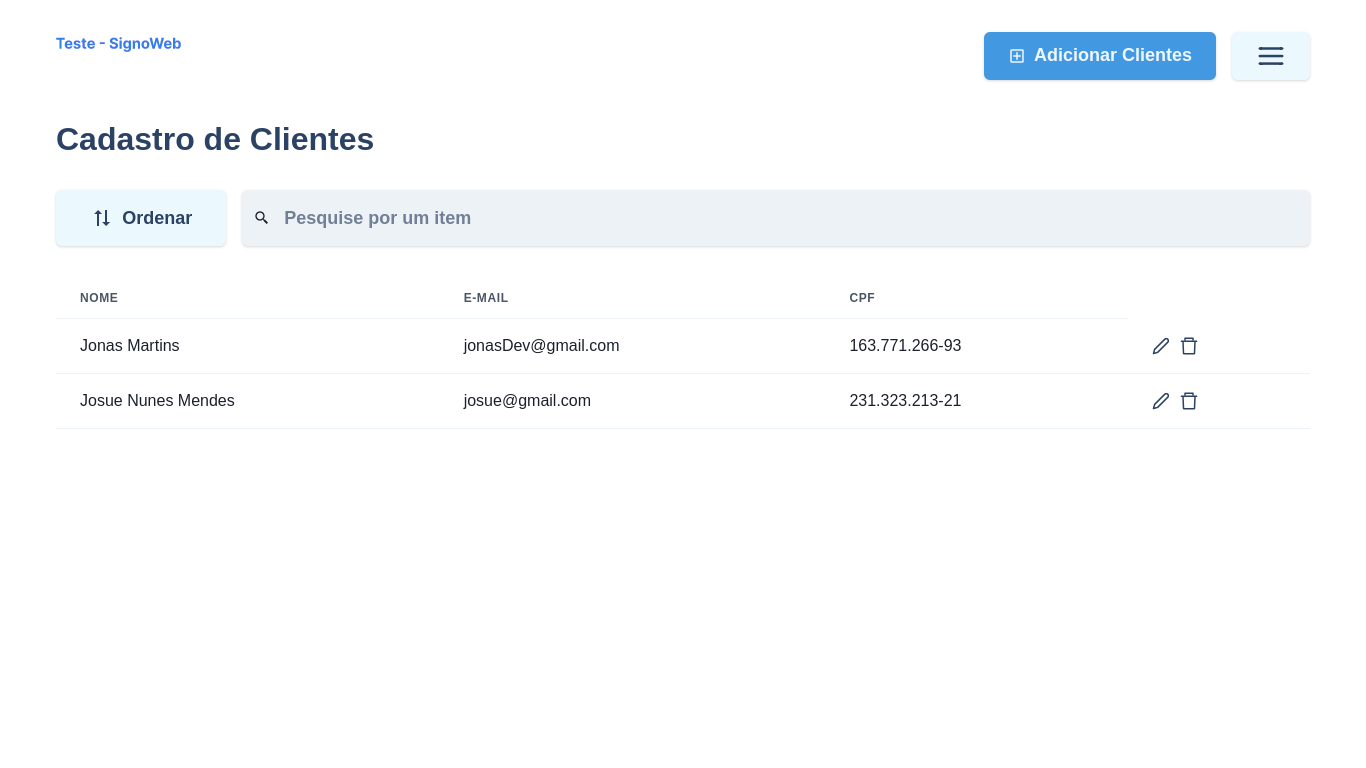 Teste - SignoWeb
Adicionar Clientes
Cadastro de Clientes
Ordenar
Pesquise por um item
NOME E-MAIL CPF
Jonas Martins jonasDev@gmail.com 163.771.266-93
Josue Nunes Mendes josue@gmail.com 231.323.213-21